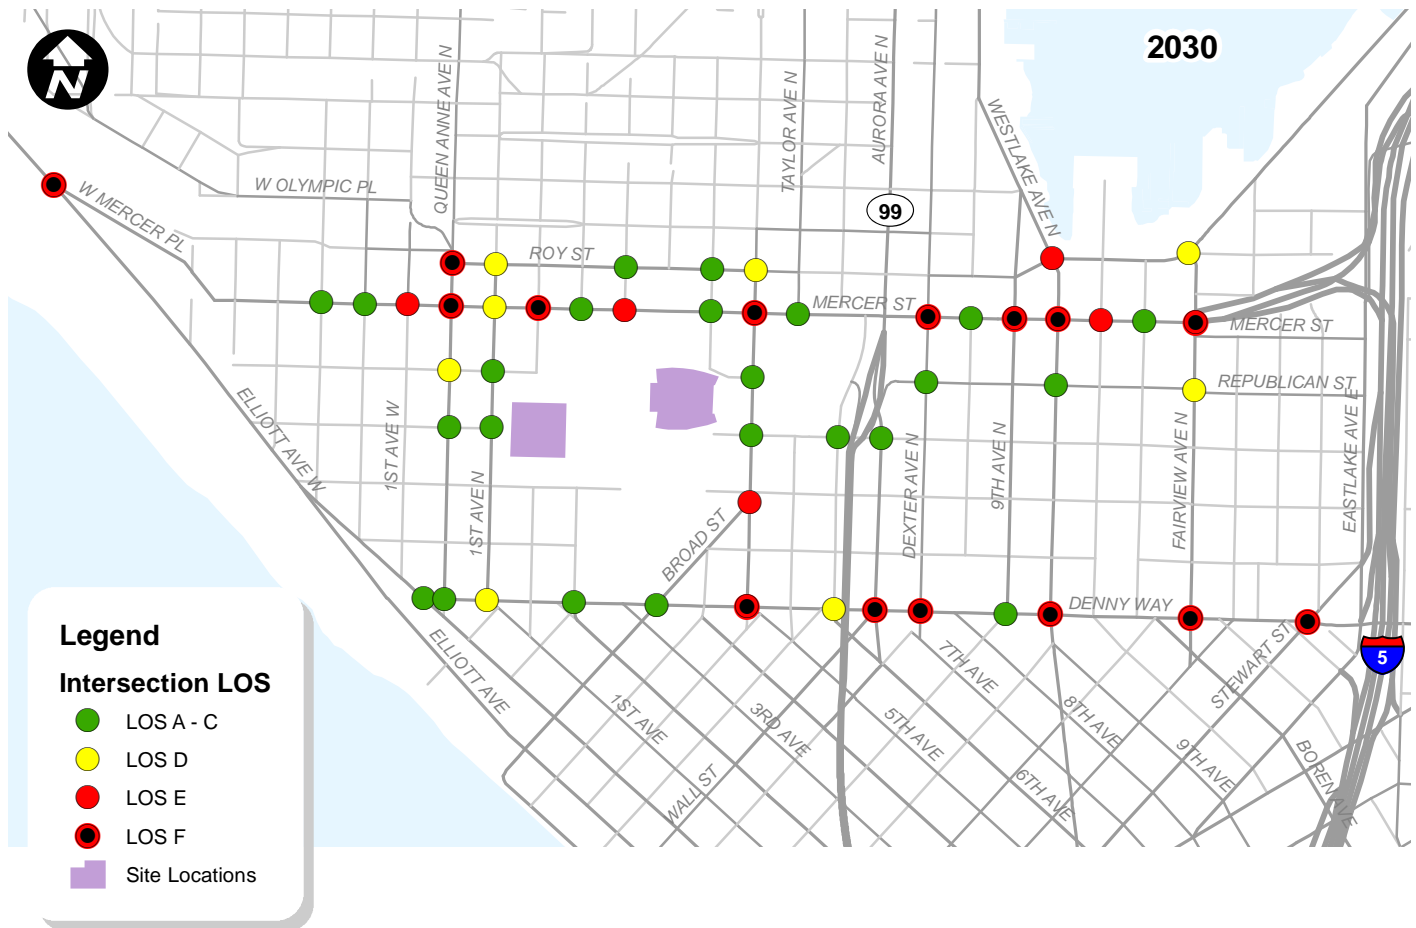 2030
N
QUEEN ANNE AVE N
TAYLOR AVE N
AURORA AVE N
WESTLAKE AVE N
W OLYMPIC PL
W MERCER PL
99
ROY ST
MERCER ST
MERCER ST
REPUBLICAN ST
ELLIOTT AVE W
1ST AVE W
1ST AVE N
BROAD ST
DEXTER AVE N
9TH AVE N
FAIRVIEW AVE N
EASTLAKE AVE E
DENNY WAY
ELLIOTT AVE
1ST AVE
3RD AVE
WALL ST
5TH AVE
6TH AVE
7TH AVE
8TH AVE
9TH AVE
STEWART ST
BOREN AVE
5
Legend
Intersection LOS
LOS A - C
LOS D
LOS E
LOS F
Site Locations